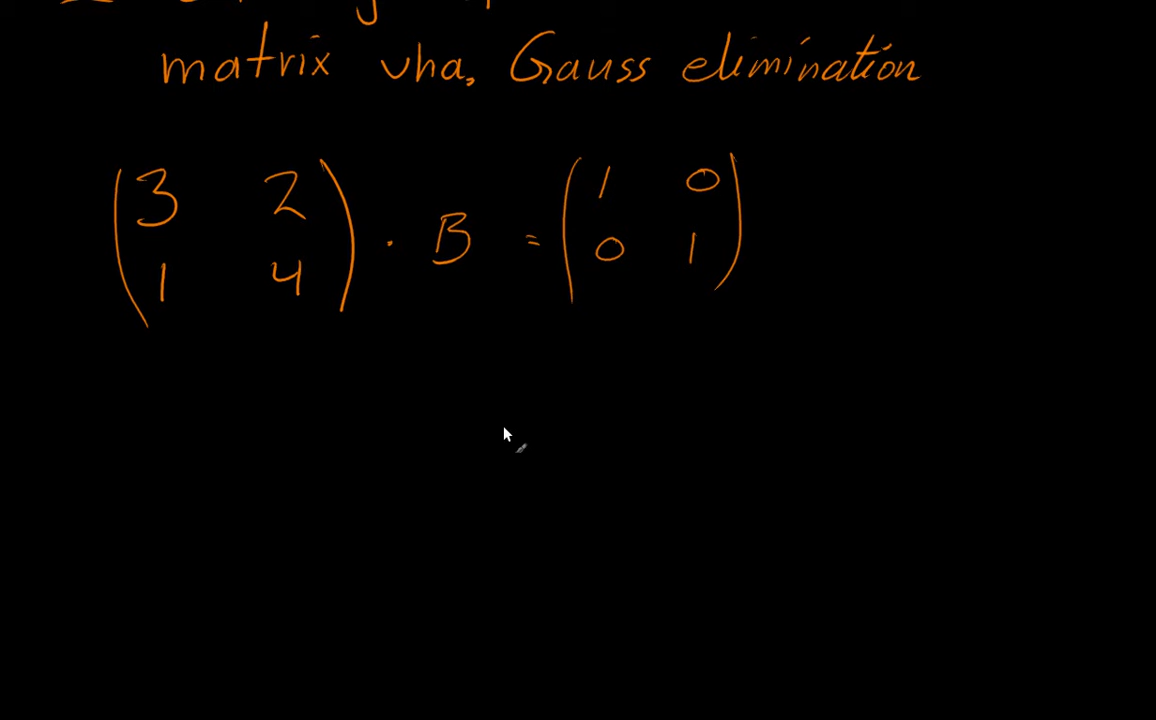 matrix vha, Gauss elimination
(3 2
1 4) · B = (1 0
0 1)